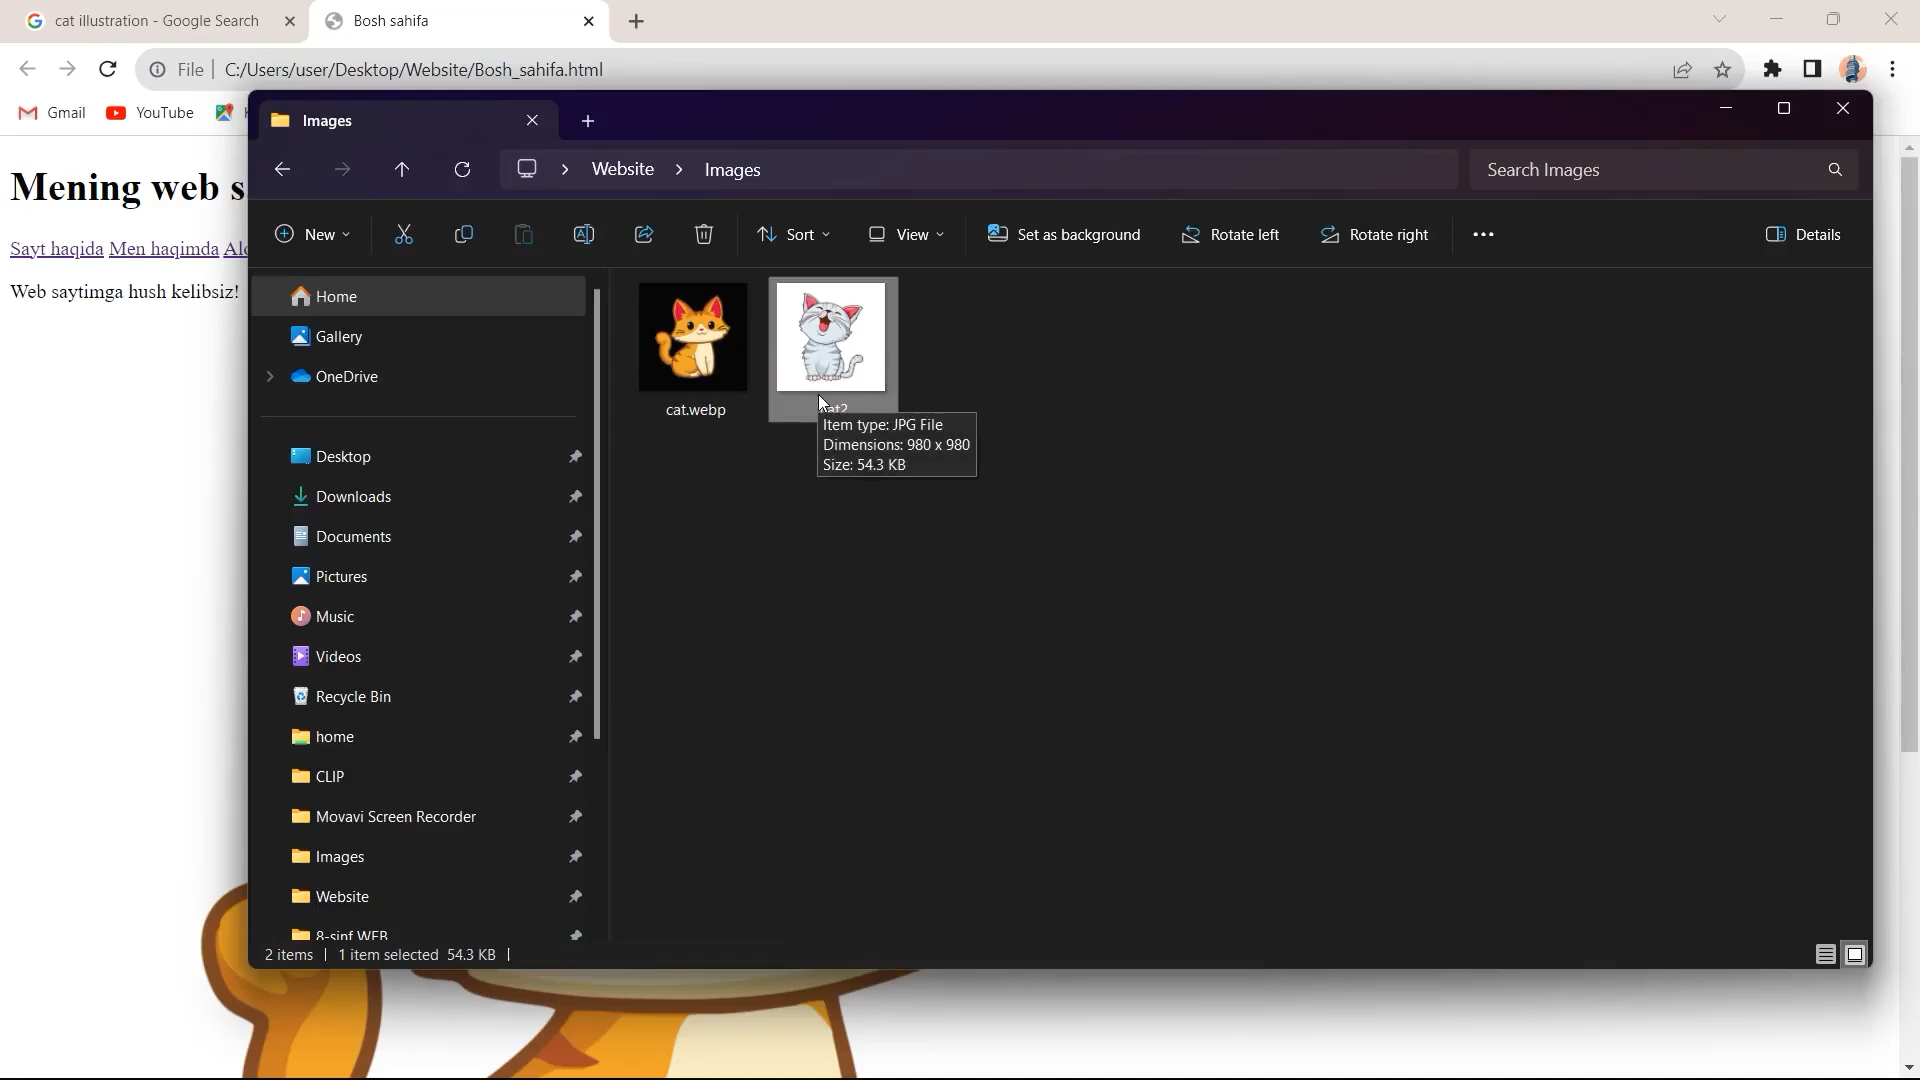 cat illustration - Google Search
Bosh sahifa
File
C:/Users/user/Desktop/Website/Bosh_sahifa.html
Gmail
YouTube
Images
Website
Images
Search Images
Mening web s
Sayt haqida Men haqimda
Web saytimga hush kelibsiz!
New
Sort
View
Set as background
Rotate left
Rotate right
Details
Home
Gallery
OneDrive
Desktop
Downloads
Documents
Pictures
Music
Videos
Recycle Bin
home
CLIP
Movavi Screen Recorder
Images
Website
8-sinf WEB
cat.webp
cat2
Item type: JPG File
Dimensions: 980 x 980
Size: 54.3 KB
2 items
1 item selected 54.3 KB